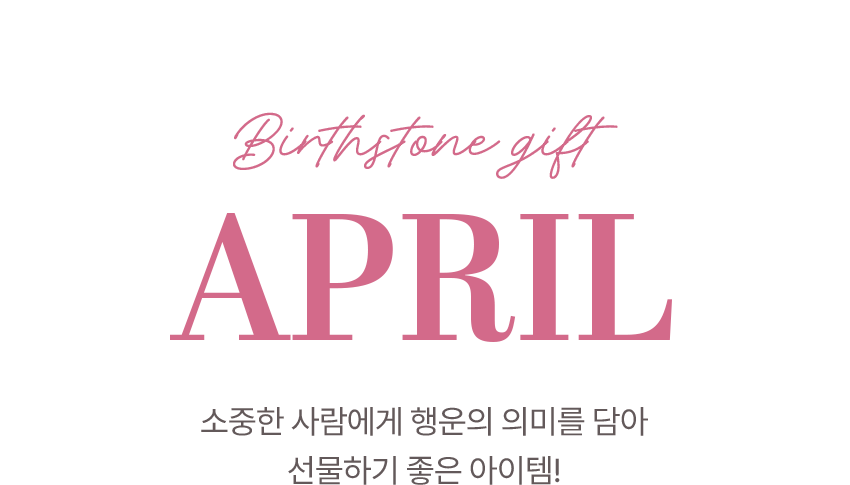 Birthstone gift
APRIL
소중한 사람에게 행운의 의미를 담아
선물하기 좋은 아이템!